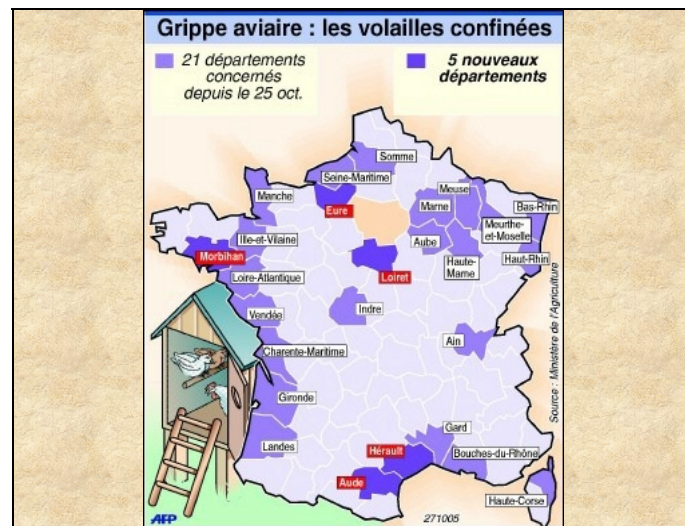 Grippe aviaire : les volailles confinées
21 départements
concernés
depuis le 25 oct.
5 nouveaux
départements
Somme
Seine-Maritime
Manche
Eure
Meuse
Marne
Bas-Rhin
Meurthe-
et-Moselle
Ille-et-Vilaine
Aube
Morbihan
Haute-
Marne
Haut-Rhin
Loire-Atlantique
Loiret
Vendée
Indre
Ain
Charente-Maritime
Gironde
Gard
Landes
Hérault
Bouches-du-Rhône
Aude
Haute-Corse
Source : Ministère de l'Agriculture
AFP
271005